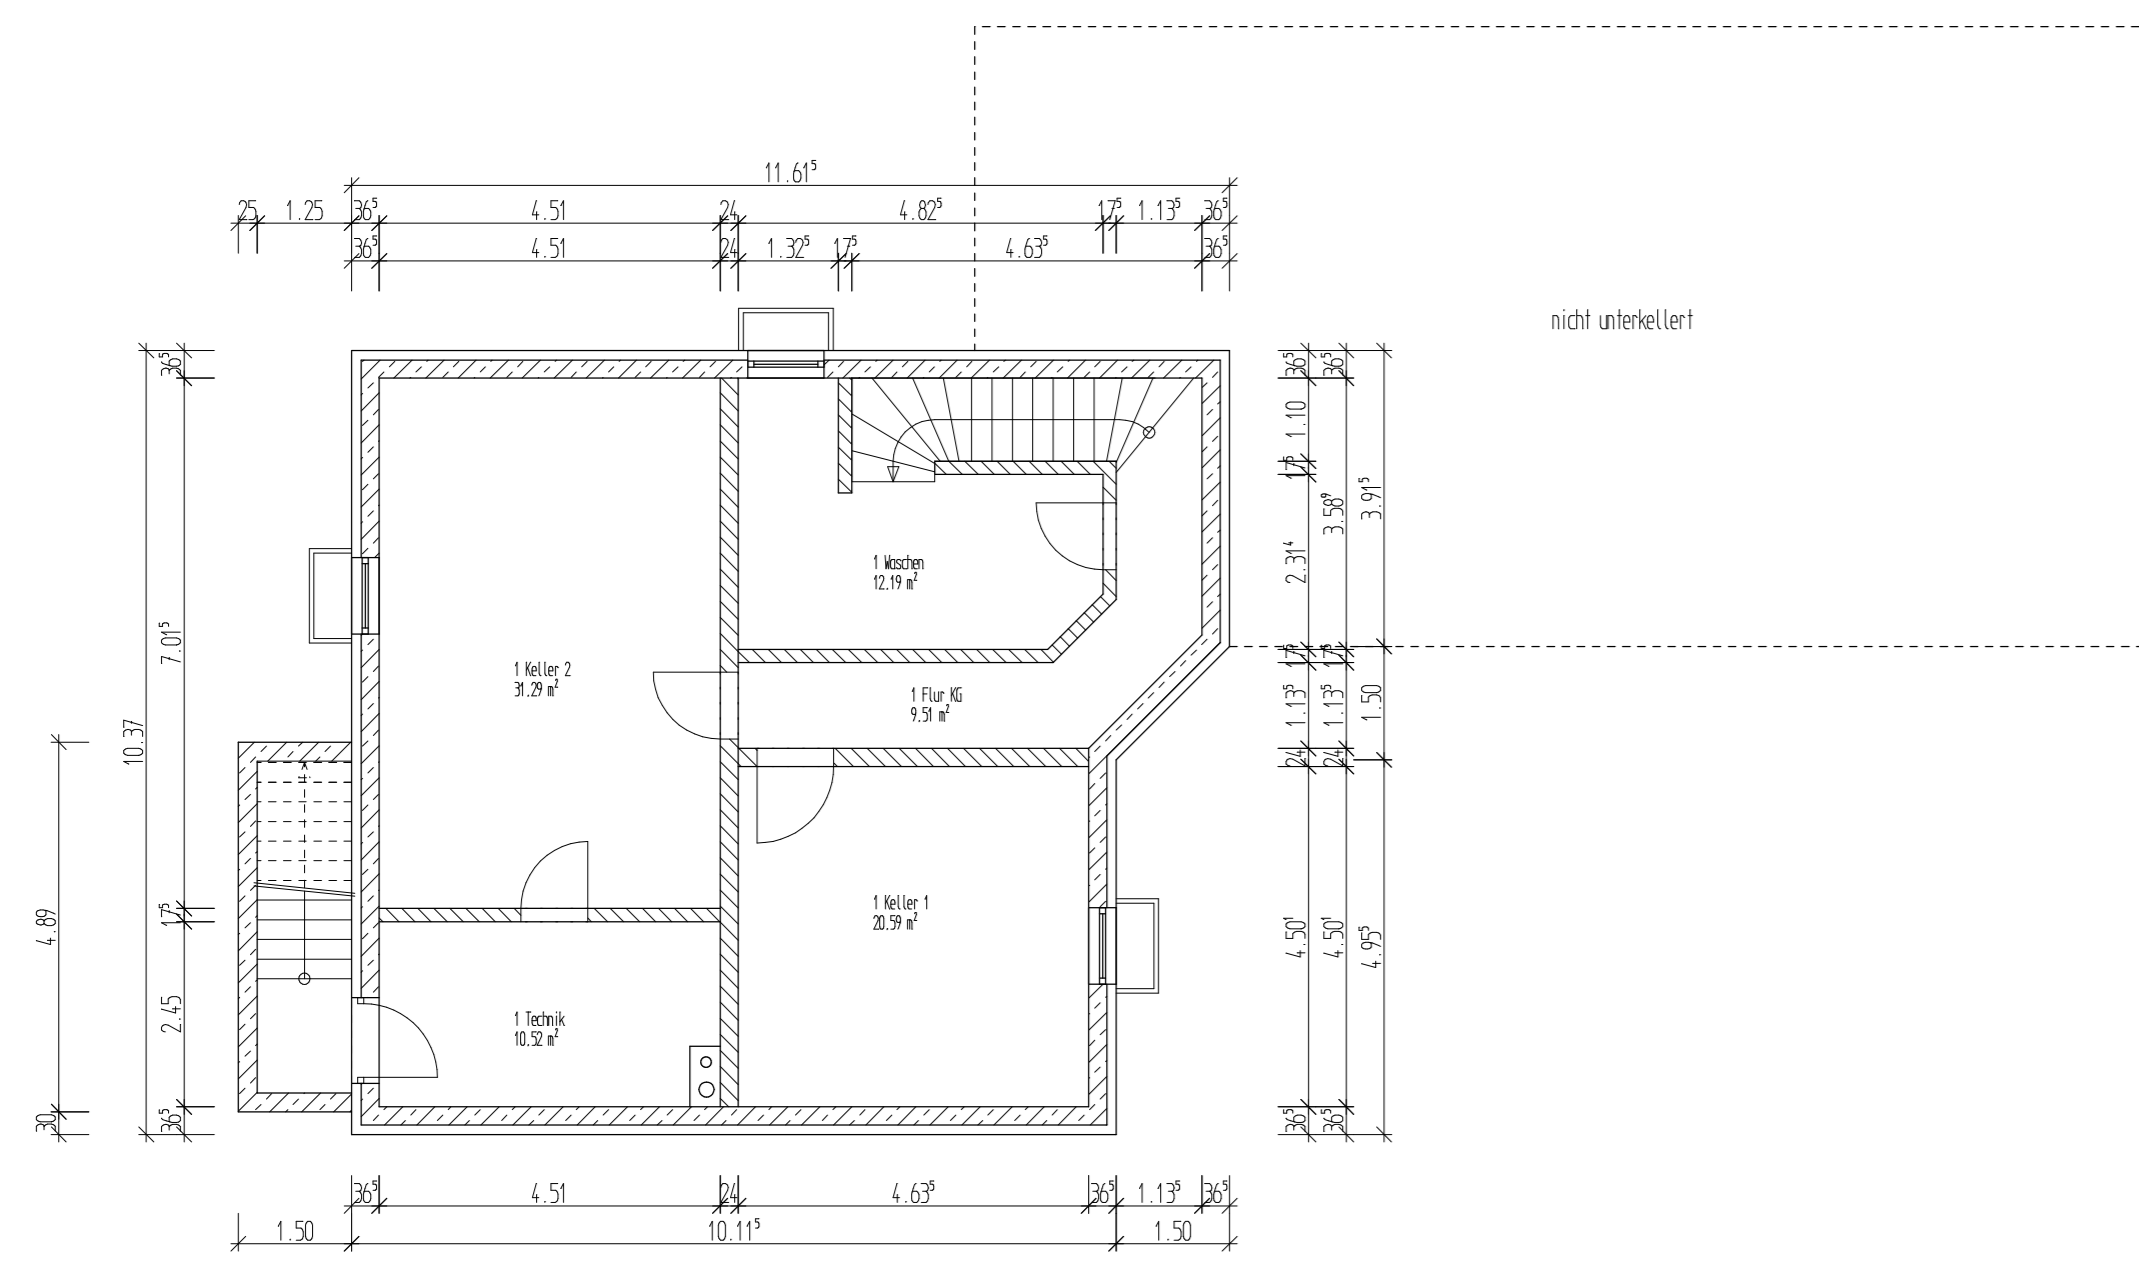 11.61⁵
25 1.25 36⁵ 4.51 24 4.82⁵ 17⁵ 1.13⁵ 36⁵
36⁵ 4.51 24 1.32⁵ 17⁵ 4.63⁵ 36⁵
nicht unterkellert
36⁵ 7.01⁵ 17⁵ 2.45 36⁵
10.37
4.89 30
1 Waschen
12.19 m²
1 Keller 2
31.29 m²
1 Flur KG
9.51 m²
1 Keller 1
20.59 m²
1 Technik
10.52 m²
36⁵ 1.10 17⁵ 2.31⁴ 17⁵ 1.13⁵ 24 4.50¹ 36⁵
36⁵ 3.58⁹ 17⁵ 1.13⁵ 24 4.50¹ 36⁵
3.91⁵ 1.50 4.95⁵
36⁵ 4.51 24 4.63⁵ 36⁵ 1.13⁵ 36⁵
1.50 10.11⁵ 1.50